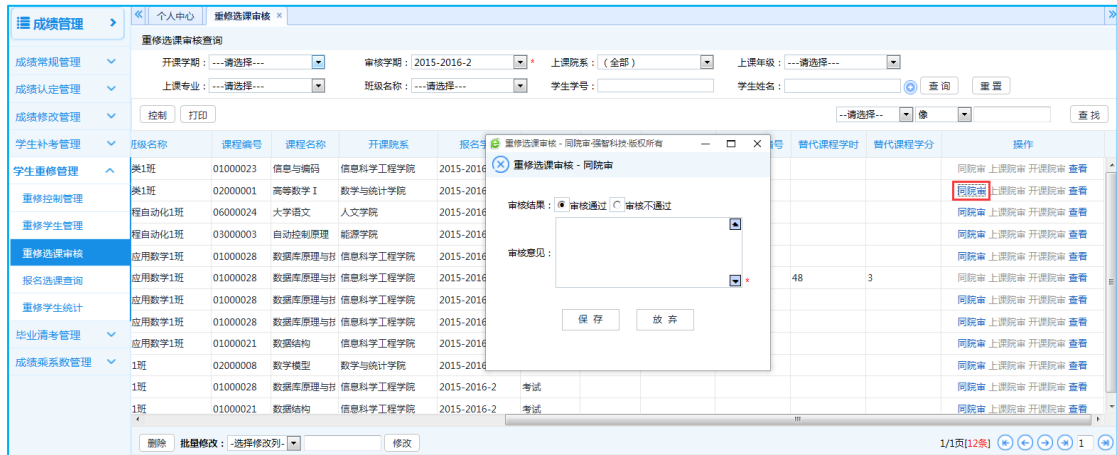 成绩管理
个人中心 重修选课审核 ×
重修选课审核查询
成绩常规管理
成绩认定管理
成绩修改管理
学生补考管理
学生重修管理
重修控制管理
重修学生管理
重修选课审核
报名选课查询
重修学生统计
毕业清考管理
成绩乘系数管理
开课学期： ---请选择--- 审核学期： 2015-2016-2 * 上课院系： （全部） 上课年级： ---请选择---
上课专业： ---请选择--- 班级名称： ---请选择--- 学生学号： 学生姓名： 查询 重置
控制 打印 --请选择-- 像 查找
班级名称 课程编号 课程名称 开课院系 报名学 替代课程学时 替代课程学分 操作
类1班 01000023 信息与编码 信息科学工程学院 2015-2016 同院审 上课院审 开课院审 查看
类1班 02000001 高等数学 I 数学与统计学院 2015-2016 同院审 上课院审 开课院审 查看
程自动化1班 06000024 大学语文 人文学院 2015-2016 同院审 上课院审 开课院审 查看
程自动化1班 03000003 自动控制原理 能源学院 2015-2016 同院审 上课院审 开课院审 查看
应用数学1班 01000028 数据库原理与技 信息科学工程学院 2015-2016 同院审 上课院审 开课院审 查看
应用数学1班 01000028 数据库原理与技 信息科学工程学院 2015-2016 48 3 同院审 上课院审 开课院审 查看
应用数学1班 01000028 数据库原理与技 信息科学工程学院 2015-2016 同院审 上课院审 开课院审 查看
应用数学1班 01000028 数据库原理与技 信息科学工程学院 2015-2016 同院审 上课院审 开课院审 查看
应用数学1班 01000021 数据结构 信息科学工程学院 2015-2016 同院审 上课院审 开课院审 查看
1班 02000008 数学模型 数学与统计学院 2015-2016 同院审 上课院审 开课院审 查看
1班 01000028 数据库原理与技 信息科学工程学院 2015-2016-2 考试 同院审 上课院审 开课院审 查看
1班 01000021 数据结构 信息科学工程学院 2015-2016-2 考试 同院审 上课院审 开课院审 查看
重修选课审核 - 同院审-强智科技-版权所有
重修选课审核 - 同院审
审核结果： 审核通过 审核不通过
审核意见： *
保 存 放 弃
删除 批量修改： -选择修改列- 修改 1/1页[12条] 1